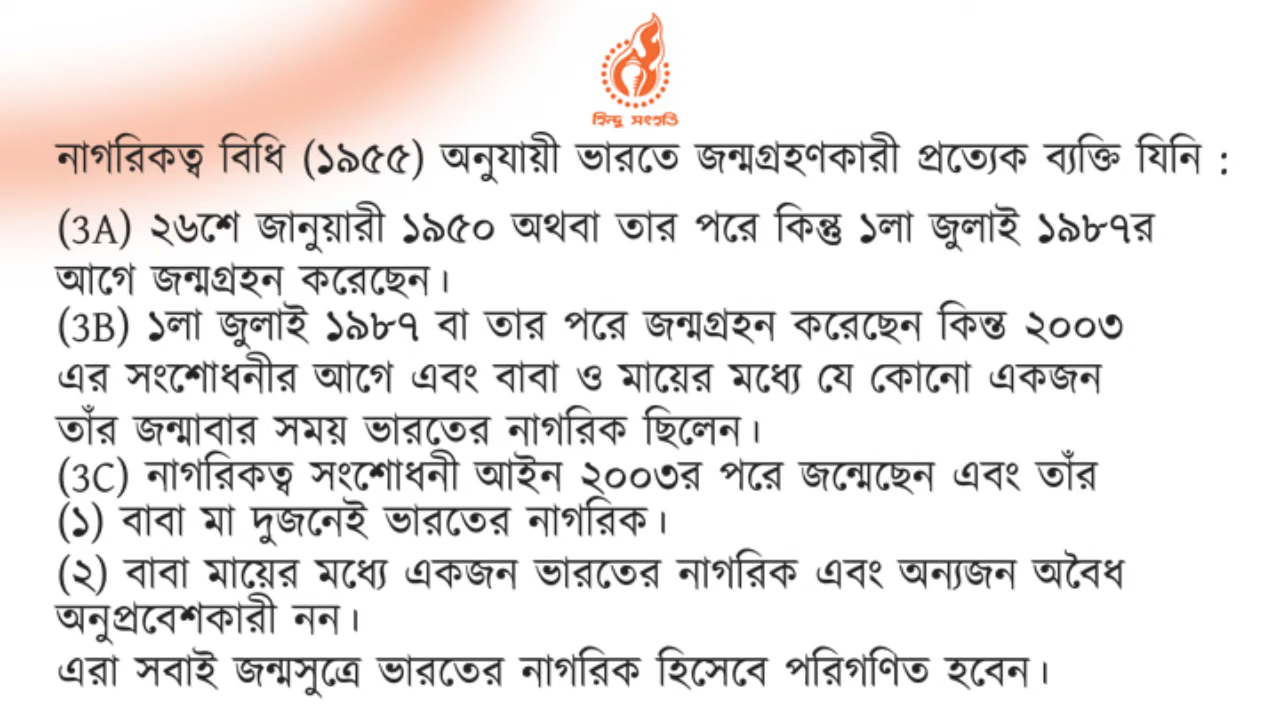 হিন্দু সংহতি
নাগরিকত্ব বিধি (১৯৫৫) অনুযায়ী ভারতে জন্মগ্রহণকারী প্রত্যেক ব্যক্তি যিনি :
(3A) ২৬শে জানুয়ারী ১৯৫০ অথবা তার পরে কিন্তু ১লা জুলাই ১৯৮৭র
আগে জন্মগ্রহন করেছেন।
(3B) ১লা জুলাই ১৯৮৭ বা তার পরে জন্মগ্রহন করেছেন কিন্ত ২০০৩
এর সংশোধনীর আগে এবং বাবা ও মায়ের মধ্যে যে কোনো একজন
তাঁর জন্মাবার সময় ভারতের নাগরিক ছিলেন।
(3C) নাগরিকত্ব সংশোধনী আইন ২০০৩র পরে জন্মেছেন এবং তাঁর
(১) বাবা মা দুজনেই ভারতের নাগরিক।
(২) বাবা মায়ের মধ্যে একজন ভারতের নাগরিক এবং অন্যজন অবৈধ
অনুপ্রবেশকারী নন।
এরা সবাই জন্মসুত্রে ভারতের নাগরিক হিসেবে পরিগণিত হবেন।